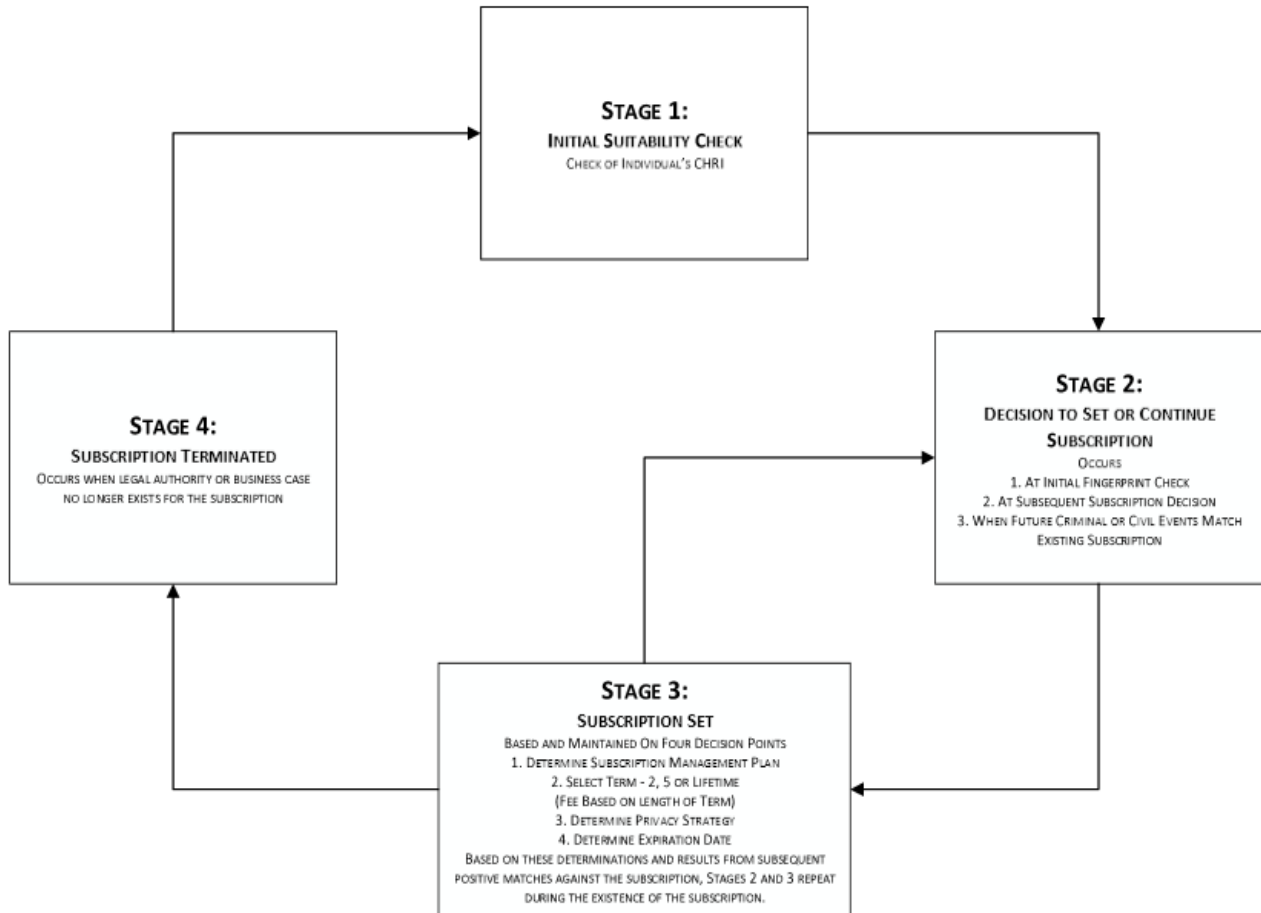 STAGE 1:
INITIAL SUITABILITY CHECK
CHECK OF INDIVIDUAL'S CHRI
STAGE 2:
DECISION TO SET OR CONTINUE
SUBSCRIPTION
OCCURS
1. AT INITIAL FINGERPRINT CHECK
2. AT SUBSEQUENT SUBSCRIPTION DECISION
3. WHEN FUTURE CRIMINAL OR CIVIL EVENTS MATCH
EXISTING SUBSCRIPTION
STAGE 3:
SUBSCRIPTION SET
BASED AND MAINTAINED ON FOUR DECISION POINTS
1. DETERMINE SUBSCRIPTION MANAGEMENT PLAN
2. SELECT TERM - 2, 5 OR LIFETIME
(FEE BASED ON LENGTH OF TERM)
3. DETERMINE PRIVACY STRATEGY
4. DETERMINE EXPIRATION DATE
BASED ON THESE DETERMINATIONS AND RESULTS FROM SUBSEQUENT
POSITIVE MATCHES AGAINST THE SUBSCRIPTION, STAGES 2 AND 3 REPEAT
DURING THE EXISTENCE OF THE SUBSCRIPTION.
STAGE 4:
SUBSCRIPTION TERMINATED
OCCURS WHEN LEGAL AUTHORITY OR BUSINESS CASE
NO LONGER EXISTS FOR THE SUBSCRIPTION